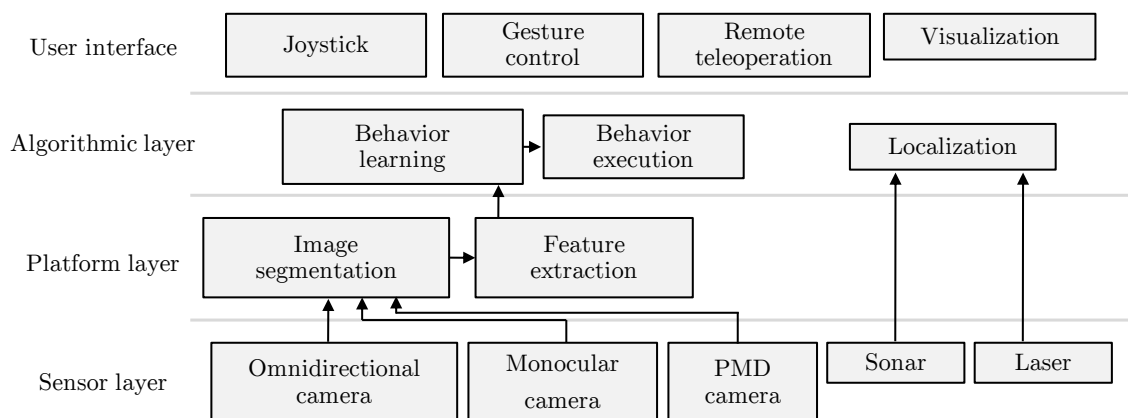 User interface
Joystick
Gesture
control
Remote
teleoperation
Visualization
Algorithmic layer
Behavior
learning
Behavior
execution
Localization
Platform layer
Image
segmentation
Feature
extraction
Sensor layer
Omnidirectional
camera
Monocular
camera
PMD
camera
Sonar
Laser